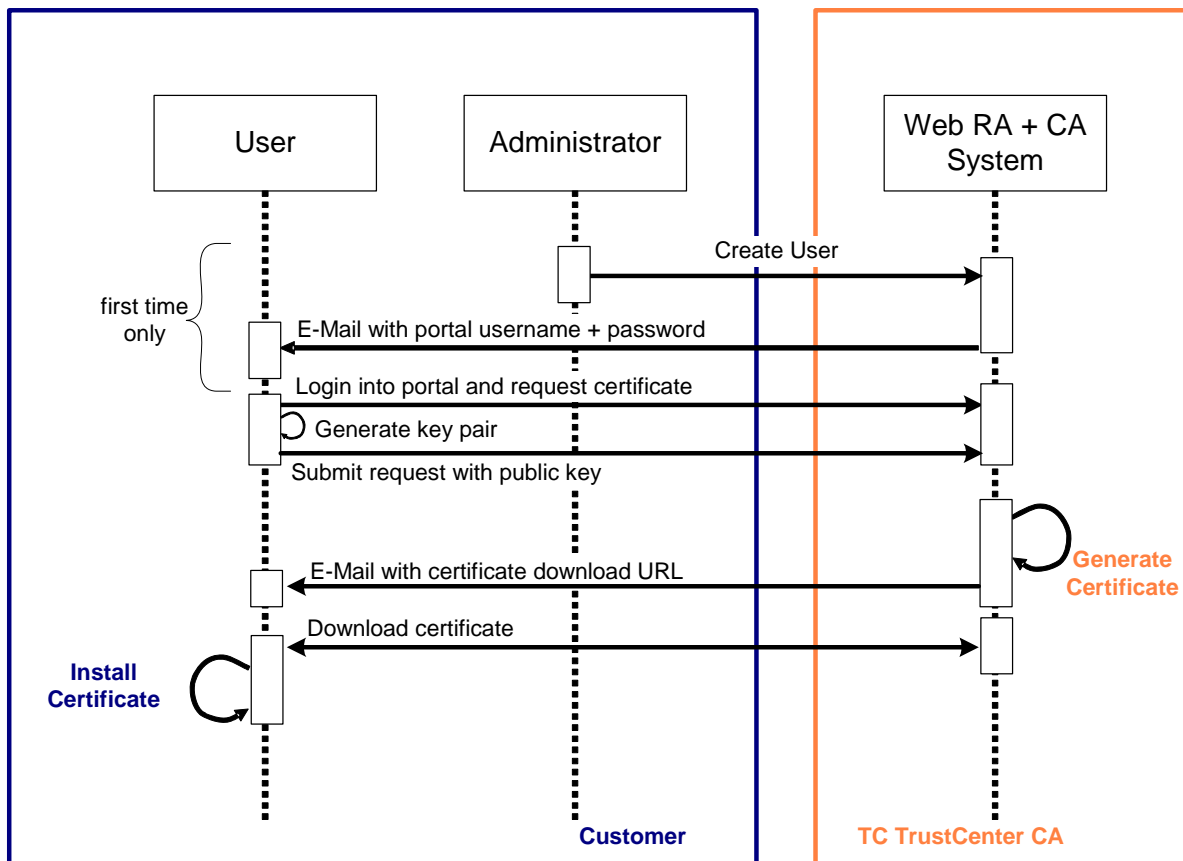 User
Administrator
Web RA + CA
System
Create User
first time
only
E-Mail with portal username + password
Login into portal and request certificate
Generate key pair
Submit request with public key
Generate
Certificate
E-Mail with certificate download URL
Download certificate
Install
Certificate
Customer
TC TrustCenter CA